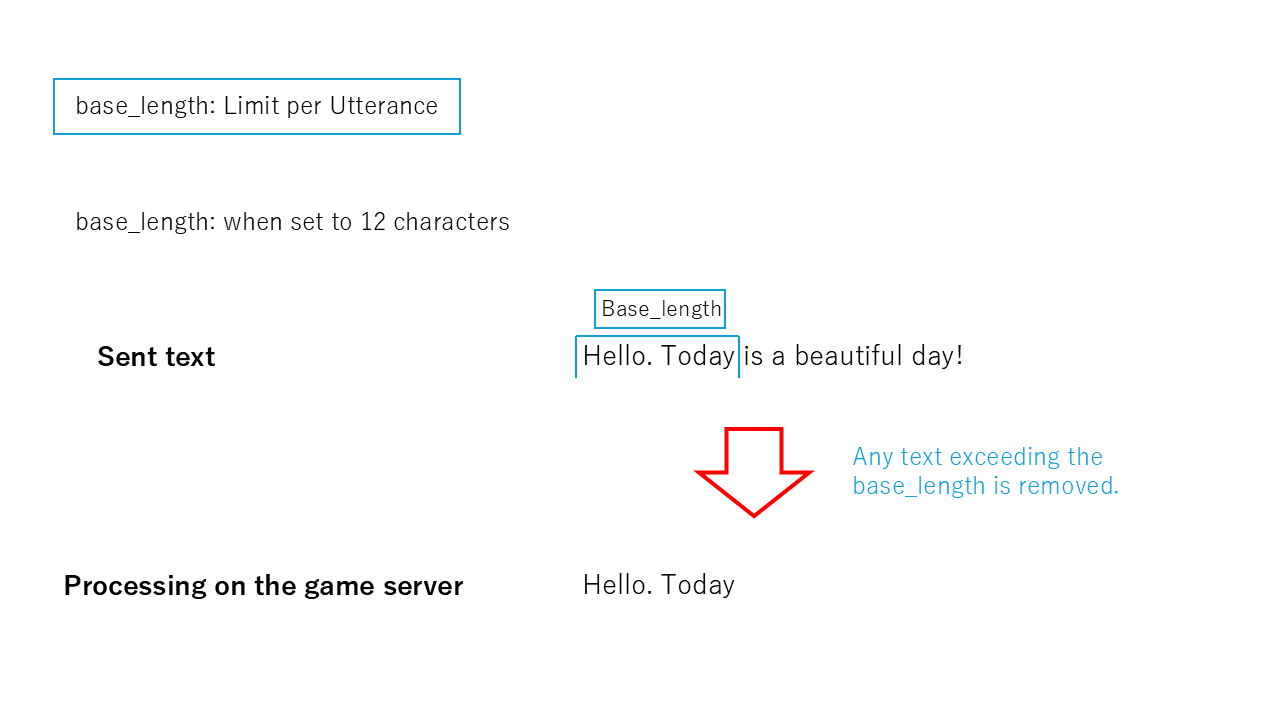 base_length: Limit per Utterance
base_length: when set to 12 characters
Base_length
Sent text
Hello. Today is a beautiful day!
Any text exceeding the
base_length is removed.
Processing on the game server
Hello. Today